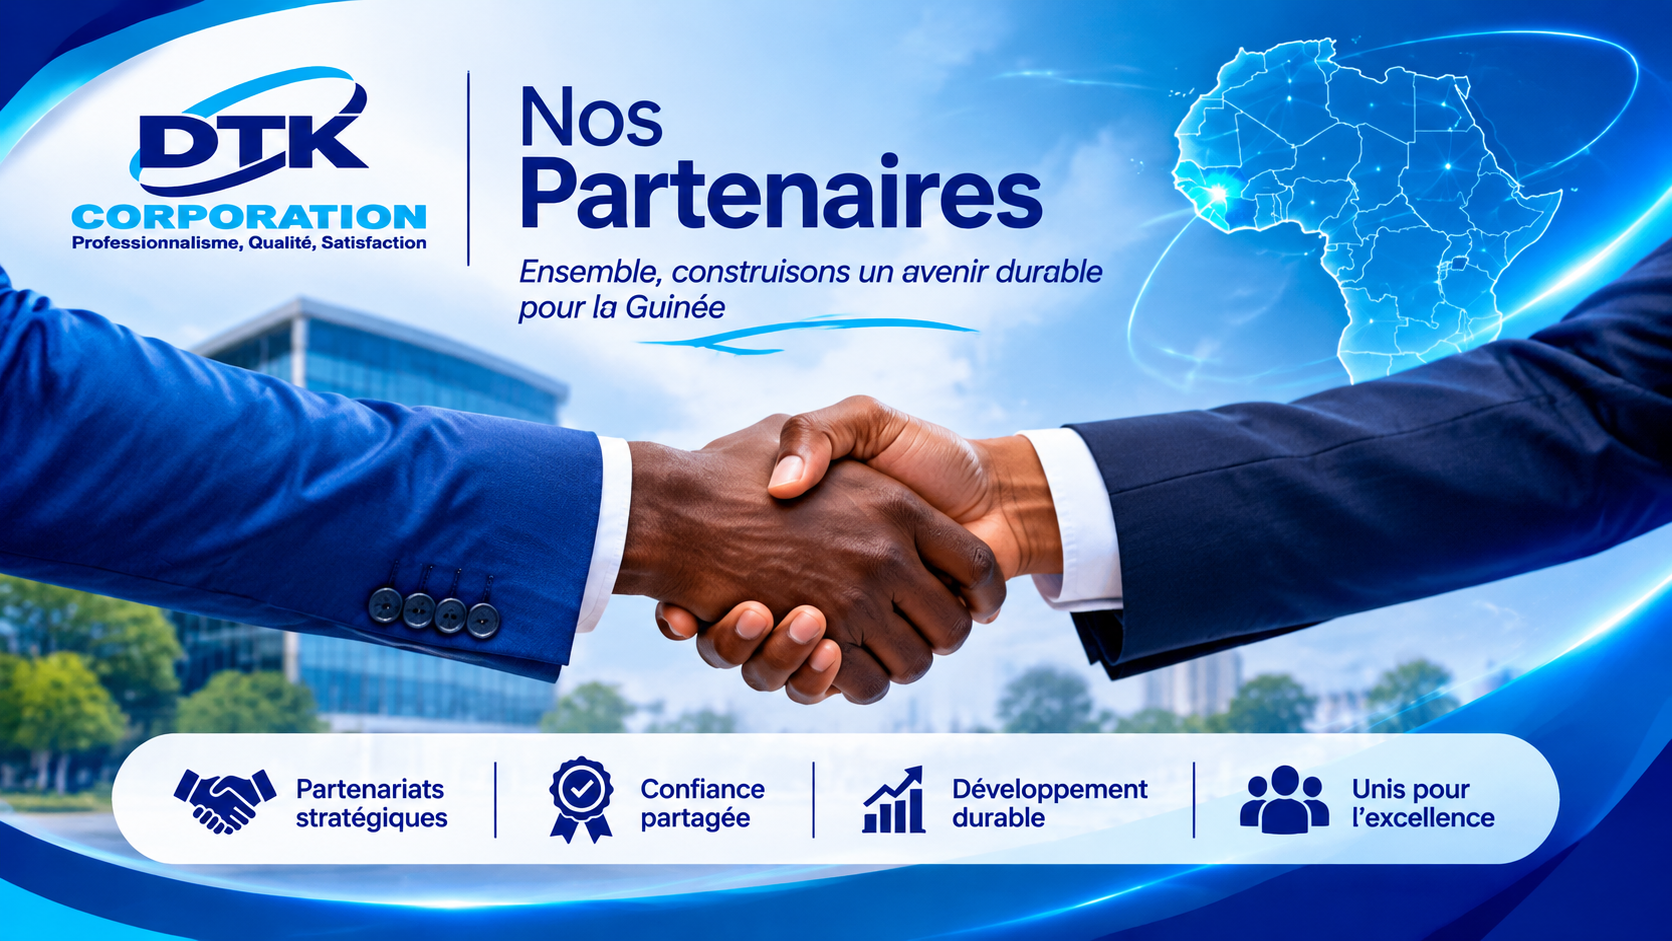 DTK
CORPORATION
Professionnalisme, Qualité, Satisfaction
Nos
Partenaires
Ensemble, construisons un avenir durable
pour la Guinée
Partenariats
stratégiques
Confiance
partagée
Développement
durable
Unis pour
l'excellence